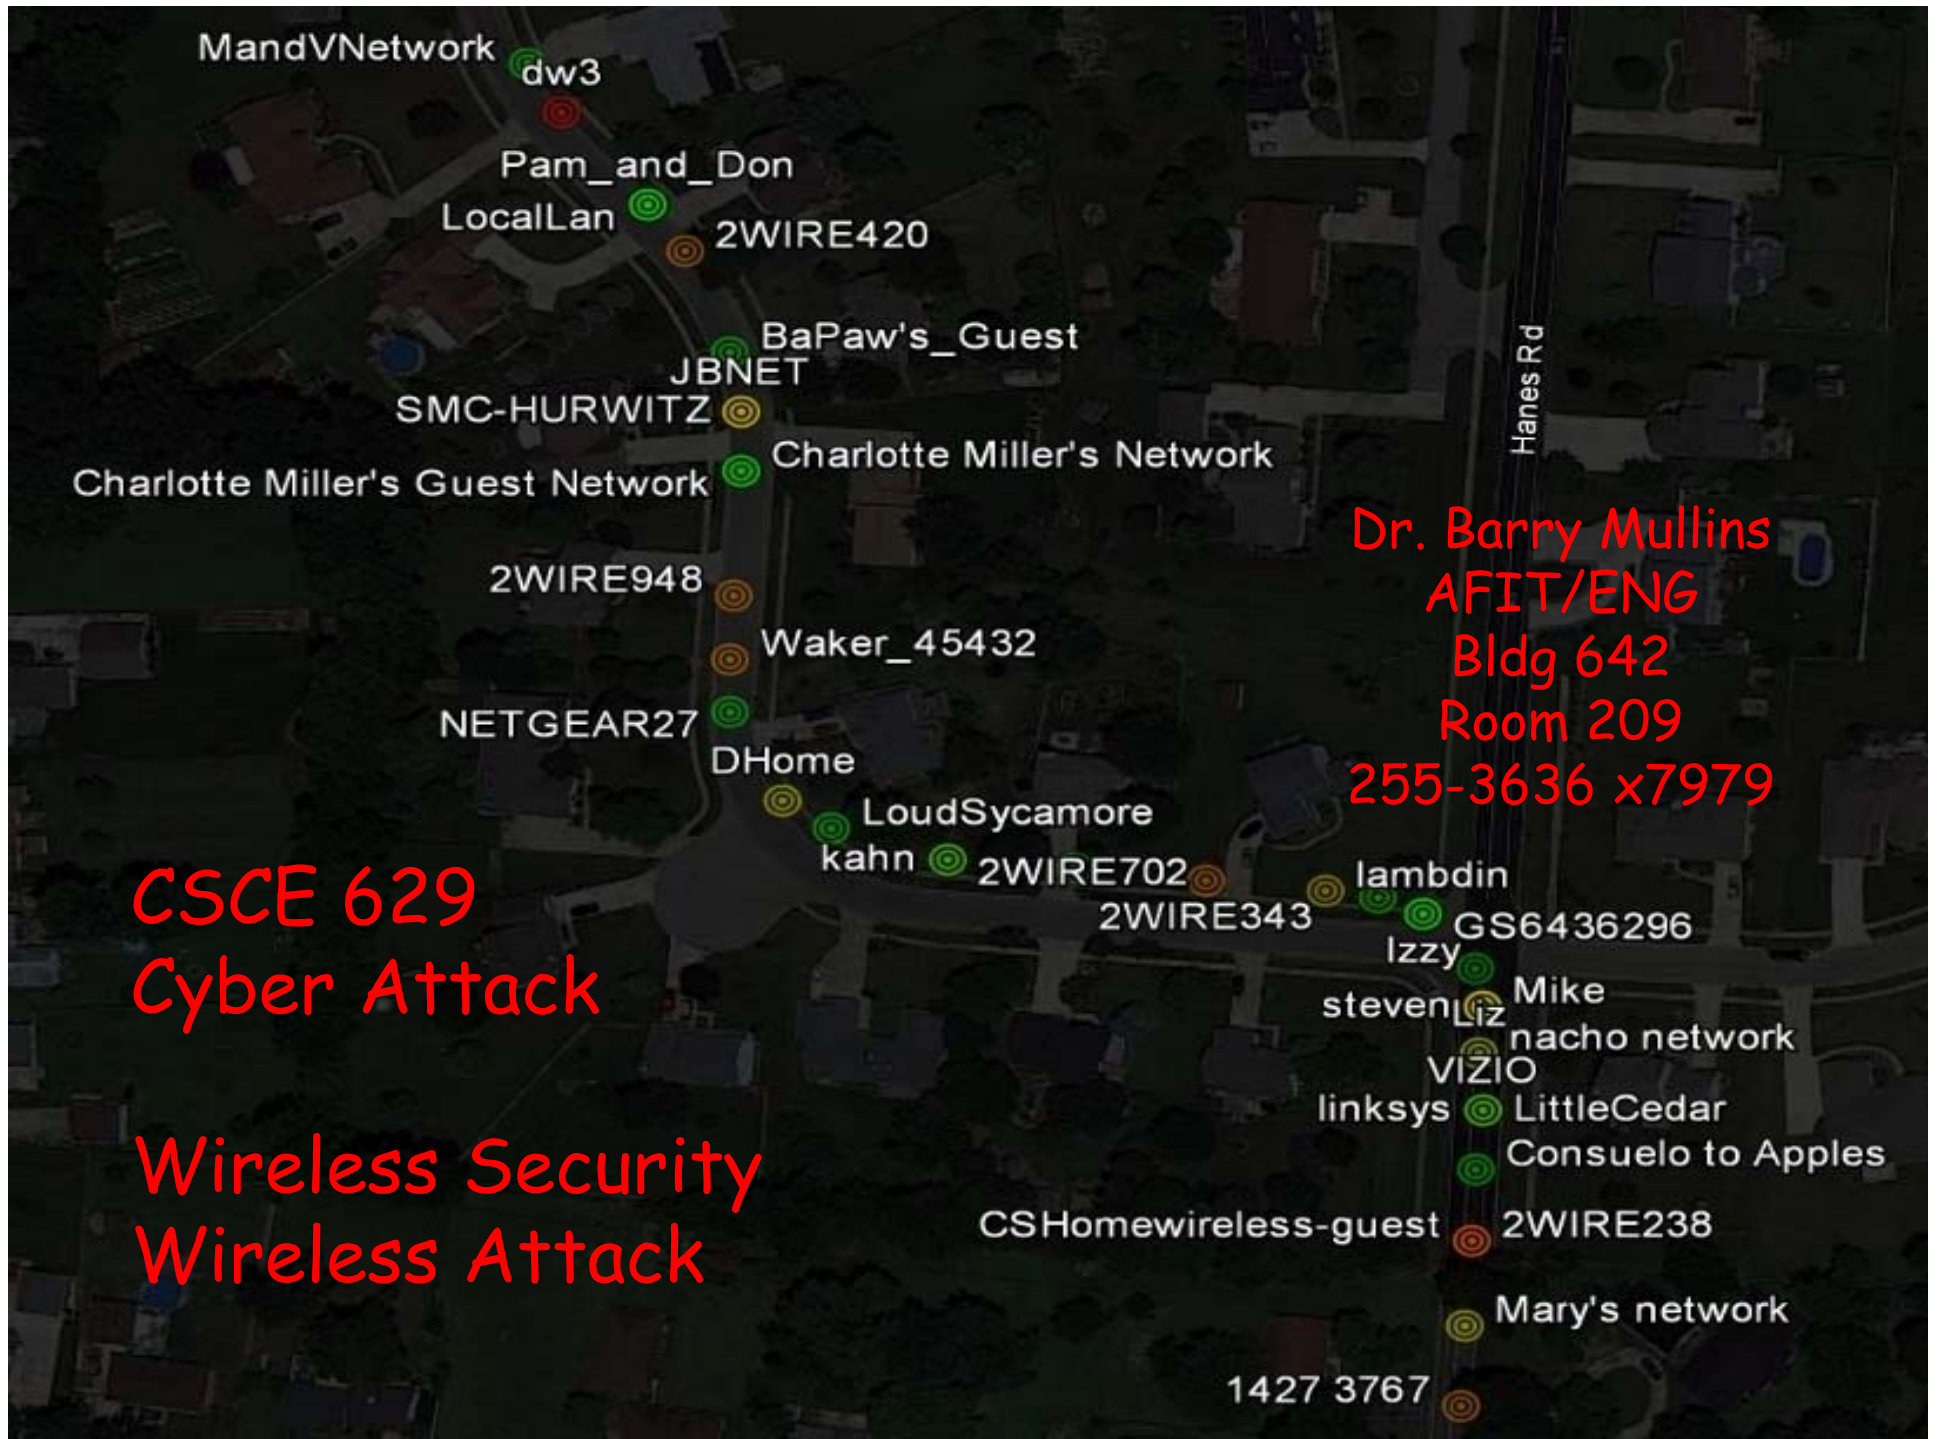 MandVNetwork
dw3
Pam_and_Don
LocalLan
2WIRE420
BaPaw's_Guest
JBNET
SMC-HURWITZ
Charlotte Miller's Network
Charlotte Miller's Guest Network
Hanes Rd
Dr. Barry Mullins
AFIT/ENG
Bldg 642
Room 209
255-3636 x7979
2WIRE948
Waker_45432
NETGEAR27
DHome
LoudSycamore
kahn
2WIRE702
lambdin
2WIRE343
GS6436296
Izzy
Mike
steven
Liz
nacho network
VIZIO
linksys
LittleCedar
Consuelo to Apples
CSHomewireless-guest
2WIRE238
Mary's network
1427 3767
CSCE 629
Cyber Attack
Wireless Security
Wireless Attack